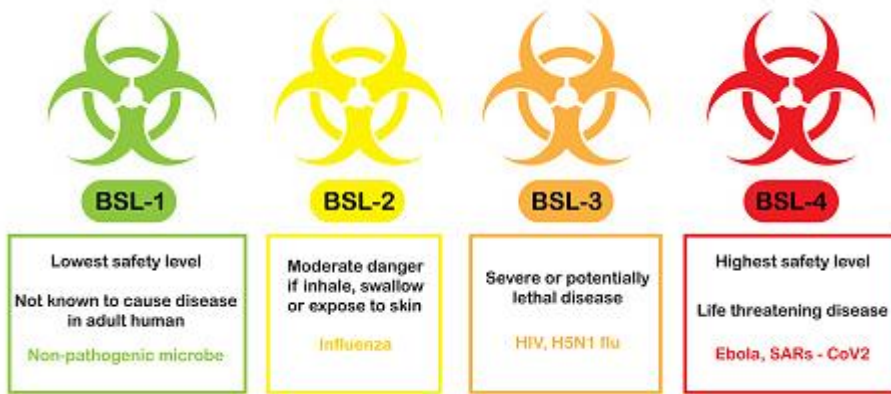 BSL-1
Lowest safety level
Not known to cause disease
in adult human
Non-pathogenic microbe
BSL-2
Moderate danger
if inhale, swallow
or expose to skin
Influenza
BSL-3
Severe or potentially
lethal disease
HIV, H5N1 flu
BSL-4
Highest safety level
Life threatening disease
Ebola, SARs - CoV2